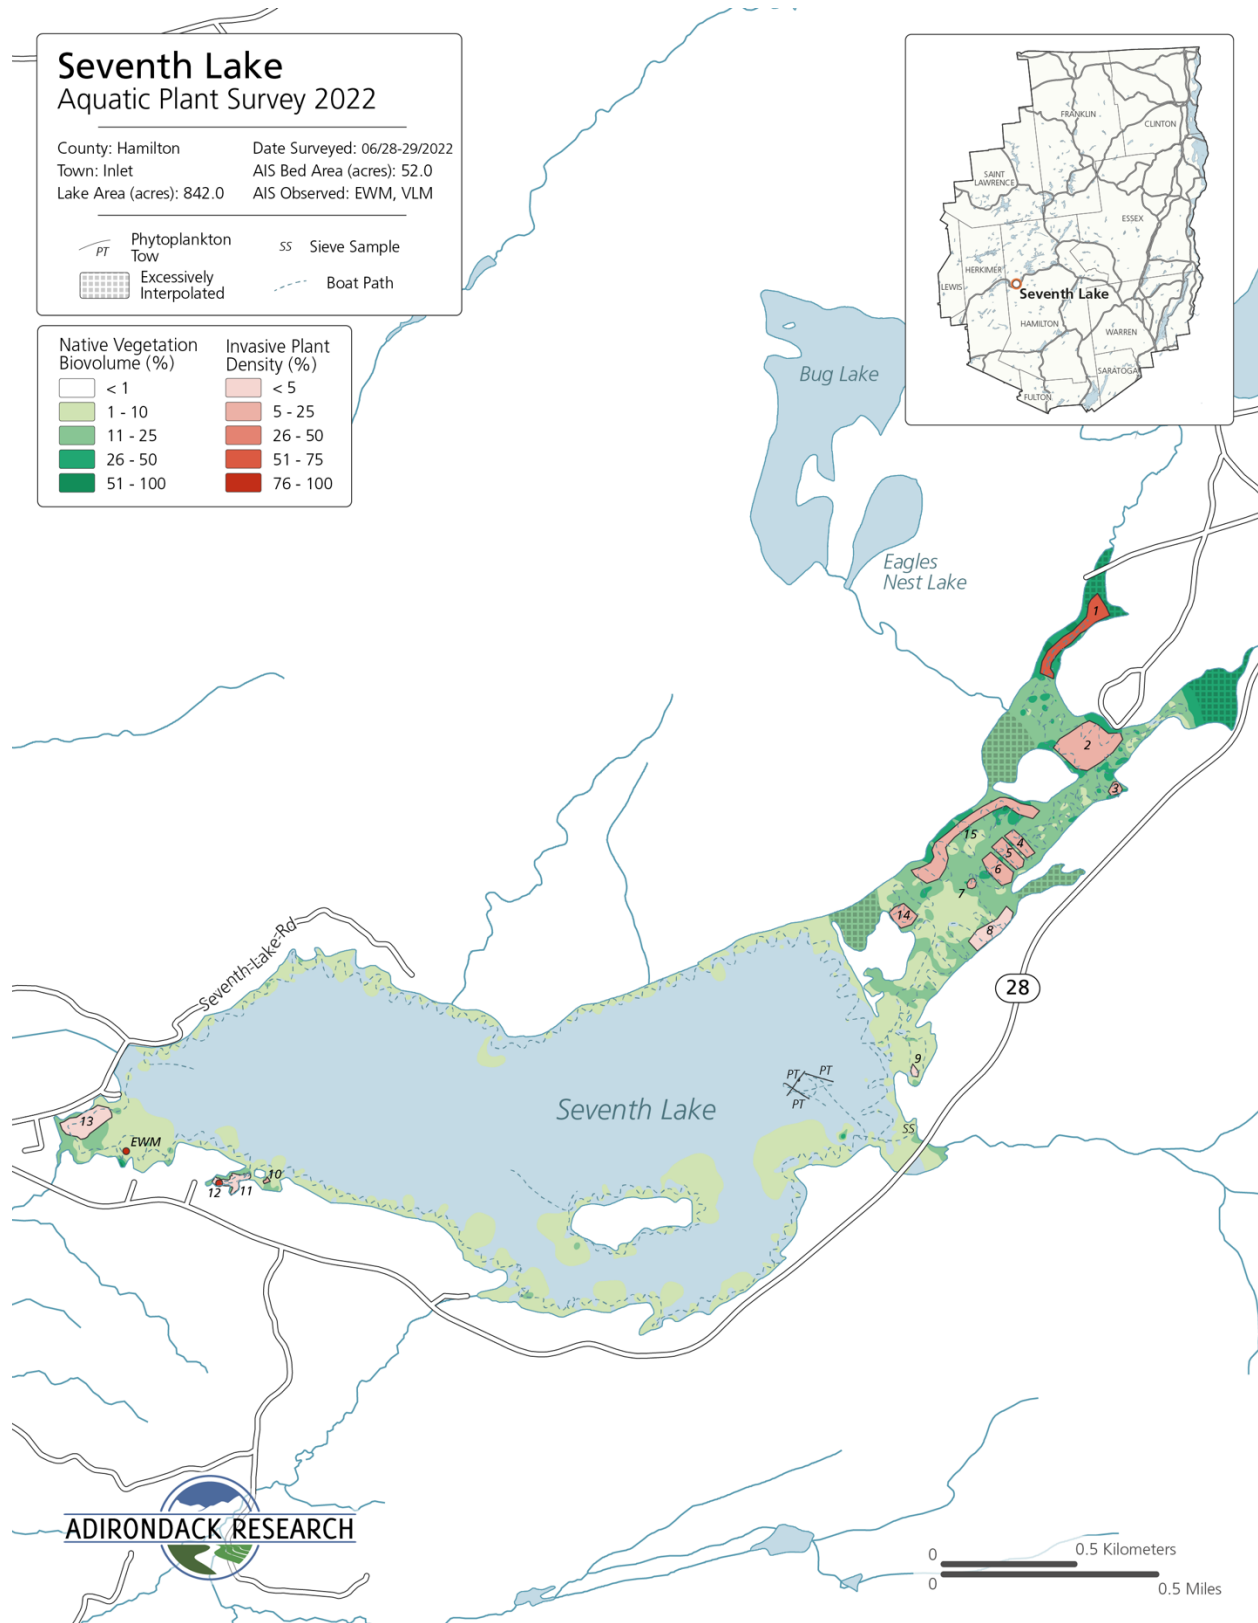 Seventh Lake
Aquatic Plant Survey 2022
County: Hamilton
Date Surveyed: 06/28-29/2022
Town: Inlet
AIS Bed Area (acres): 52.0
Lake Area (acres): 842.0
AIS Observed: EWM, VLM
PT
Phytoplankton
Tow
SS
Sieve Sample
Excessively
Interpolated
Boat Path
Native Vegetation
Biovolume (%)
< 1
1 - 10
11 - 25
26 - 50
51 - 100
Invasive Plant
Density (%)
< 5
5 - 25
26 - 50
51 - 75
76 - 100
FRANKLIN
CLINTON
SAINT
LAWRENCE
ESSEX
HERKIMER
LEWIS
Seventh Lake
HAMILTON
WARREN
SARATOGA
FULTON
Bug Lake
Eagles
Nest Lake
1
2
3
15
4
5
6
7
14
8
Seventh-Lake-Rd
28
9
PT
PT
PT
Seventh Lake
13
EWM
SS
10
12
11
ADIRONDACK RESEARCH
0
0.5 Kilometers
0
0.5 Miles